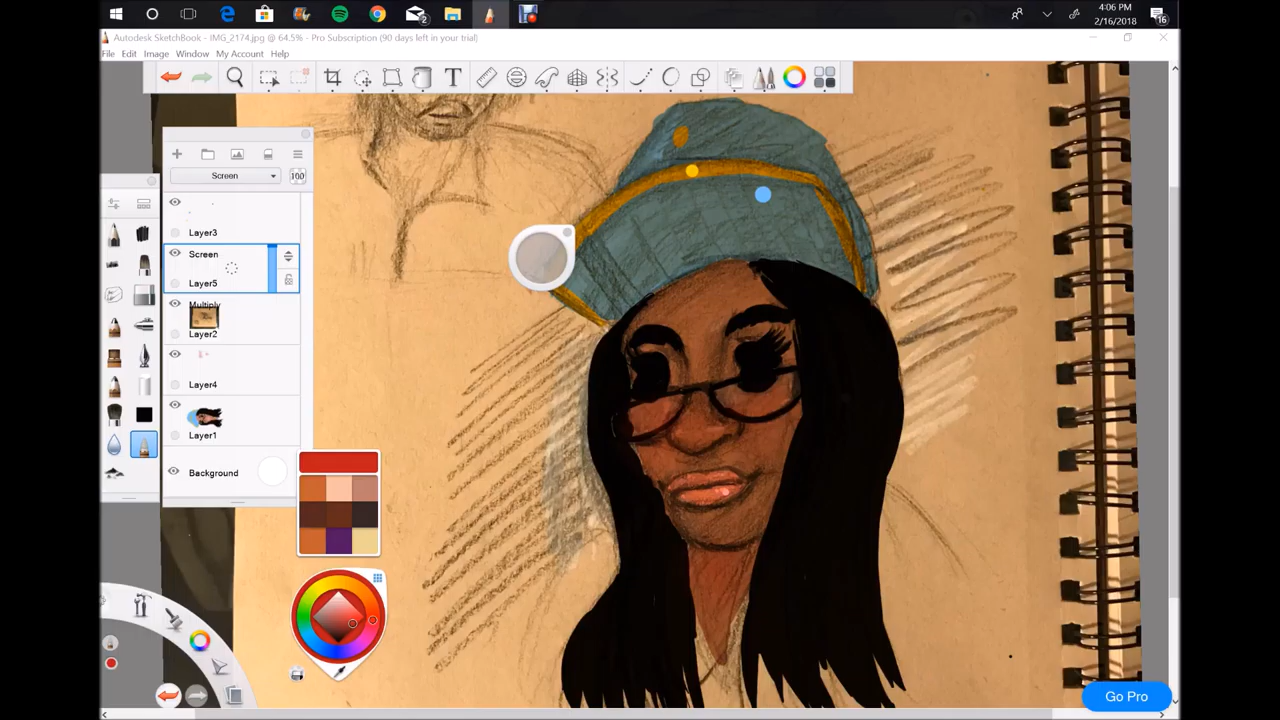 4:06 PM
2/16/2018
2
16
Autodesk SketchBook - IMG_2174.jpg @ 64.5% - Pro Subscription (90 days left in your trial)
File Edit Image Window My Account Help
T
Screen
100
Layer3
Screen
Layer5
Multiply
Layer2
Layer4
Layer1
Background
Go Pro